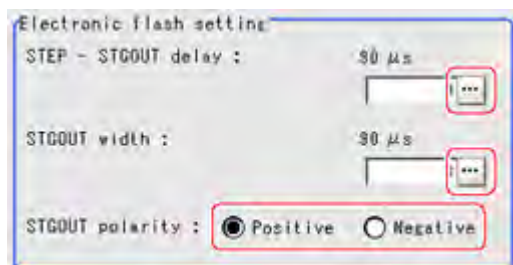 Electronic flash setting
STEP - STGOUT delay :
90 μs
...
STGOUT width :
90 μs
...
STGOUT polarity : Positive Negative